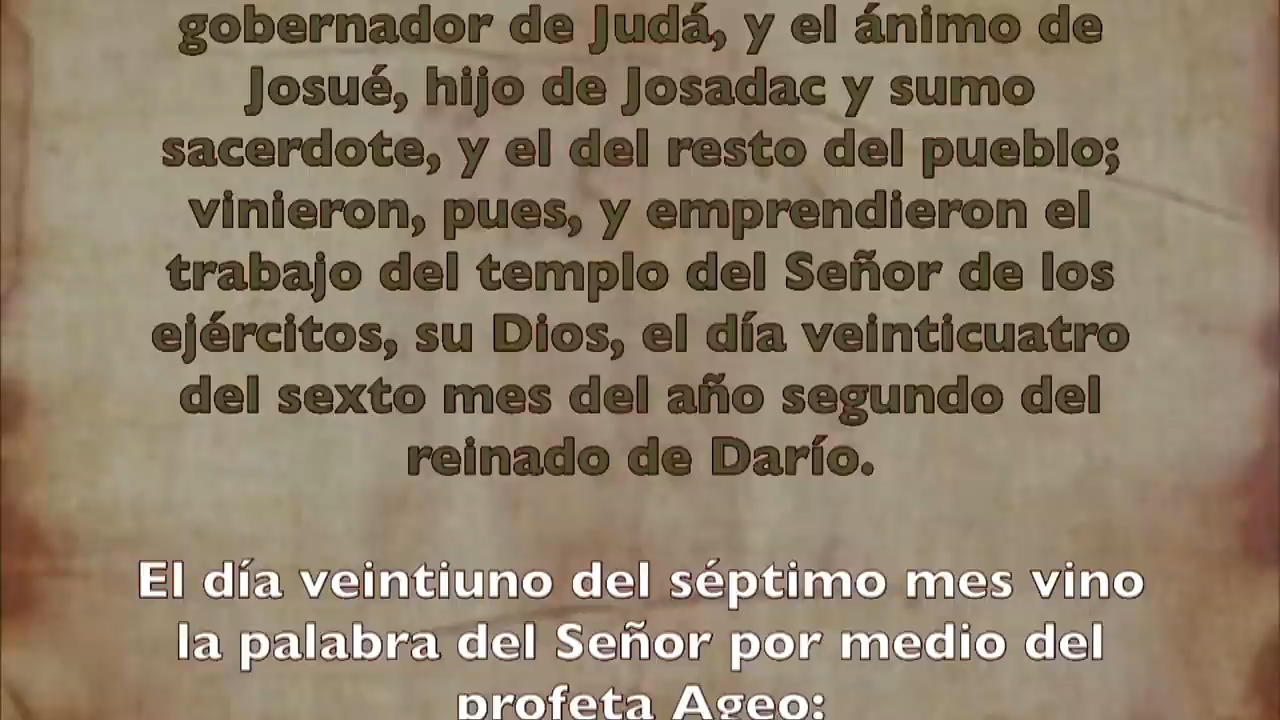 gobernador de Judá, y el ánimo de
Josué, hijo de Josadac y sumo
sacerdote, y el del resto del pueblo;
vinieron, pues, y emprendieron el
trabajo del templo del Señor de los
ejércitos, su Dios, el día veinticuatro
del sexto mes del año segundo del
reinado de Darío.
El día veintiuno del séptimo mes vino
la palabra del Señor por medio del
profeta Ageo: